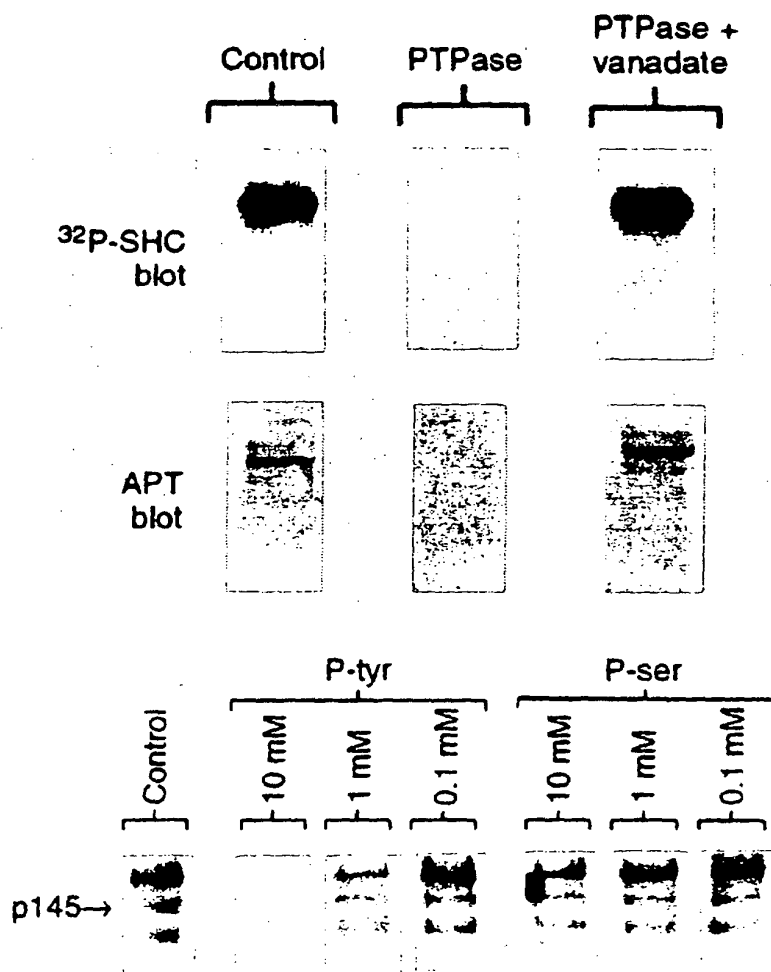 Control PTPase PTPase + vanadate
³²P-SHC blot
APT blot
P-tyr P-ser
Control 10 mM 1 mM 0.1 mM 10 mM 1 mM 0.1 mM
p145→